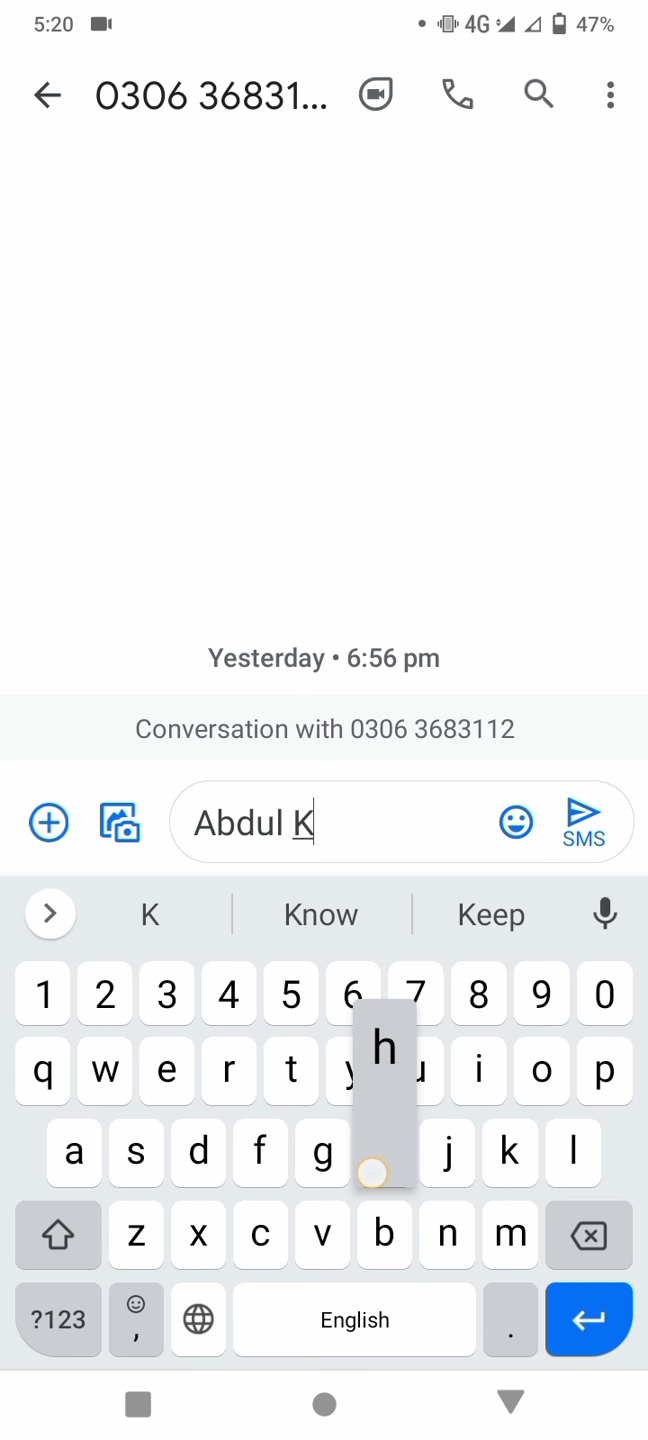 5:20 4G 47%
0306 36831...
Yesterday • 6:56 pm
Conversation with 0306 3683112
Abdul K
SMS
K Know Keep
1 2 3 4 5 6 7 8 9 0
h
q w e r t y u i o p
a s d f g j k l
z x c v b n m
?123 , English .